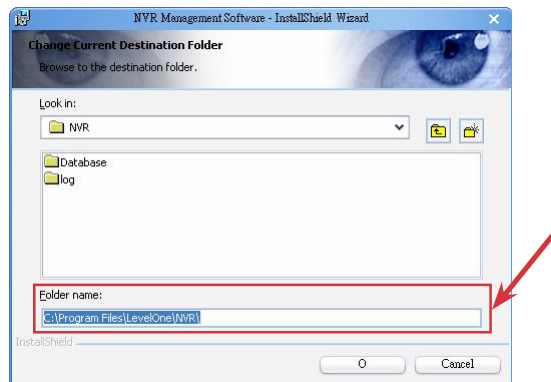 NVR Management Software - InstallShield Wizard
Change Current Destination Folder
Browse to the destination folder.
Look in:
NVR
Database
log
Folder name:
C:\Program Files\LevelOne\NVR\
InstallShield
O Cancel